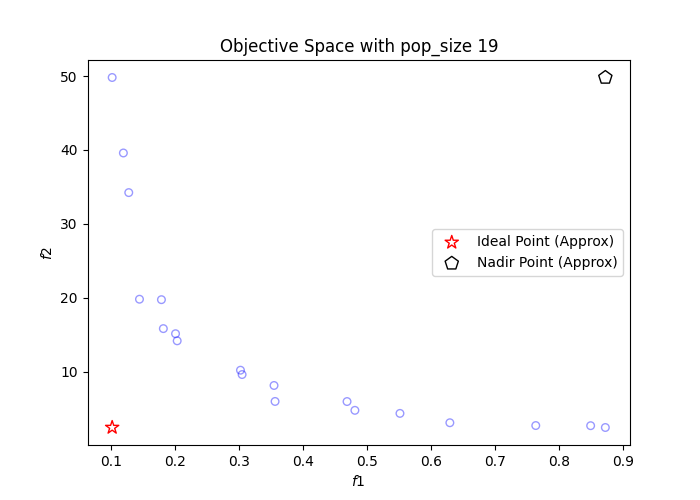 Objective Space with pop_size 19
50
40
30
20
10
f2
Ideal Point (Approx)
Nadir Point (Approx)
0.1 0.2 0.3 0.4 0.5 0.6 0.7 0.8 0.9
f1